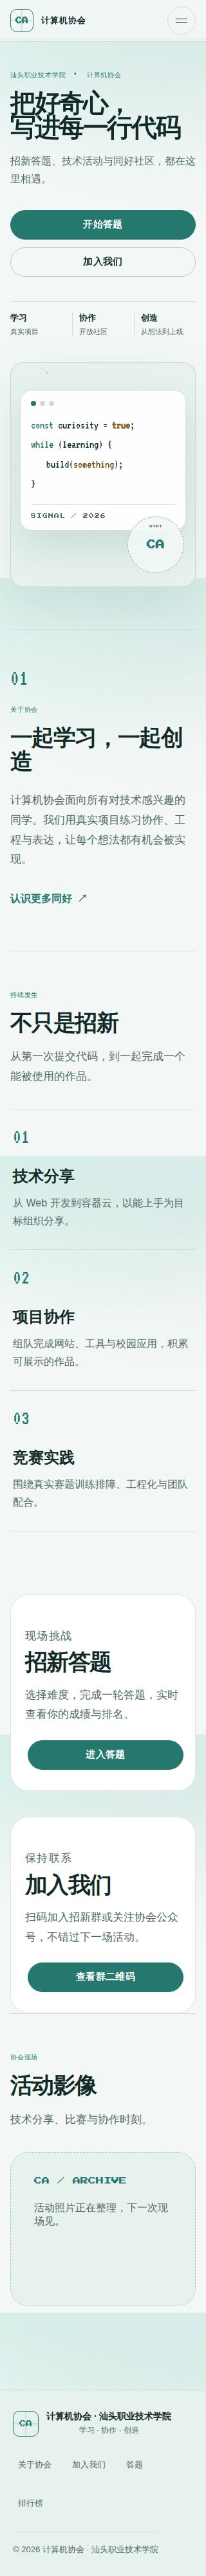 CA 计算机协会
汕头职业技术学院 • 计算机协会
把好奇心，
写进每一行代码
招新答题、技术活动与同好社区，都在这
里相遇。
开始答题
加入我们
学习 协作 创造
真实项目 开放社区 从想法到上线
const curiosity = true;
while (learning) {
build(something);
}
SIGNAL / 2026
STPT
CA
01
关于协会
一起学习，一起创
造
计算机协会面向所有对技术感兴趣的
同学。我们用真实项目练习协作、工
程与表达，让每个想法都有机会被实
现。
认识更多同好 ↗
持续发生
不只是招新
从第一次提交代码，到一起完成一个
能被使用的作品。
01
技术分享
从 Web 开发到容器云，以能上手为目
标组织分享。
02
项目协作
组队完成网站、工具与校园应用，积累
可展示的作品。
03
竞赛实践
围绕真实赛题训练排障、工程化与团队
配合。
现场挑战
招新答题
选择难度，完成一轮答题，实时
查看你的成绩与排名。
进入答题
保持联系
加入我们
扫码加入招新群或关注协会公众
号，不错过下一场活动。
查看群二维码
协会现场
活动影像
技术分享、比赛与协作时刻。
CA / ARCHIVE
活动照片正在整理，下一次现
场见。
CA 计算机协会 · 汕头职业技术学院
学习 · 协作 · 创造
关于协会 加入我们 答题
排行榜
© 2026 计算机协会 · 汕头职业技术学院